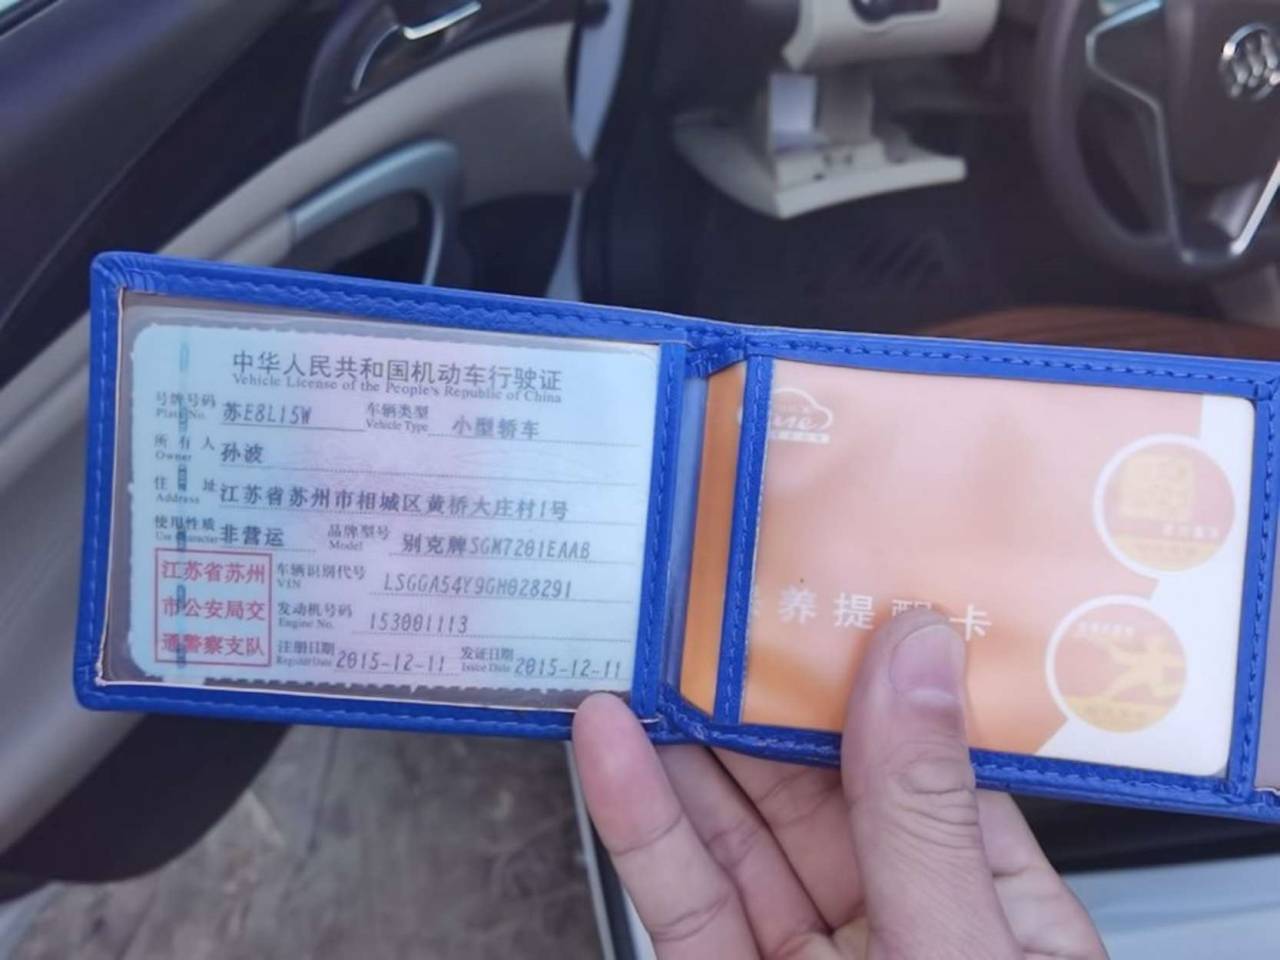 中华人民共和国机动车行驶证
Vehicle License of the People's Republic of China
号牌号码 苏E8L15W 车辆类型 小型轿车
Plate No. Vehicle Type
所有人 孙波
Owner
住址 江苏省苏州市相城区黄桥大庄村1号
Address
使用性质 非营运 品牌型号 别克牌SGM7201EAAB
Use Character Model
江苏省苏州
市公安局交
通警察支队
车辆识别代号 LSGGA54Y9GH028291
VIN
发动机号码 153001113
Engine No.
注册日期 2015-12-11 发证日期 2015-12-11
Register Date Issue Date
养提醒卡